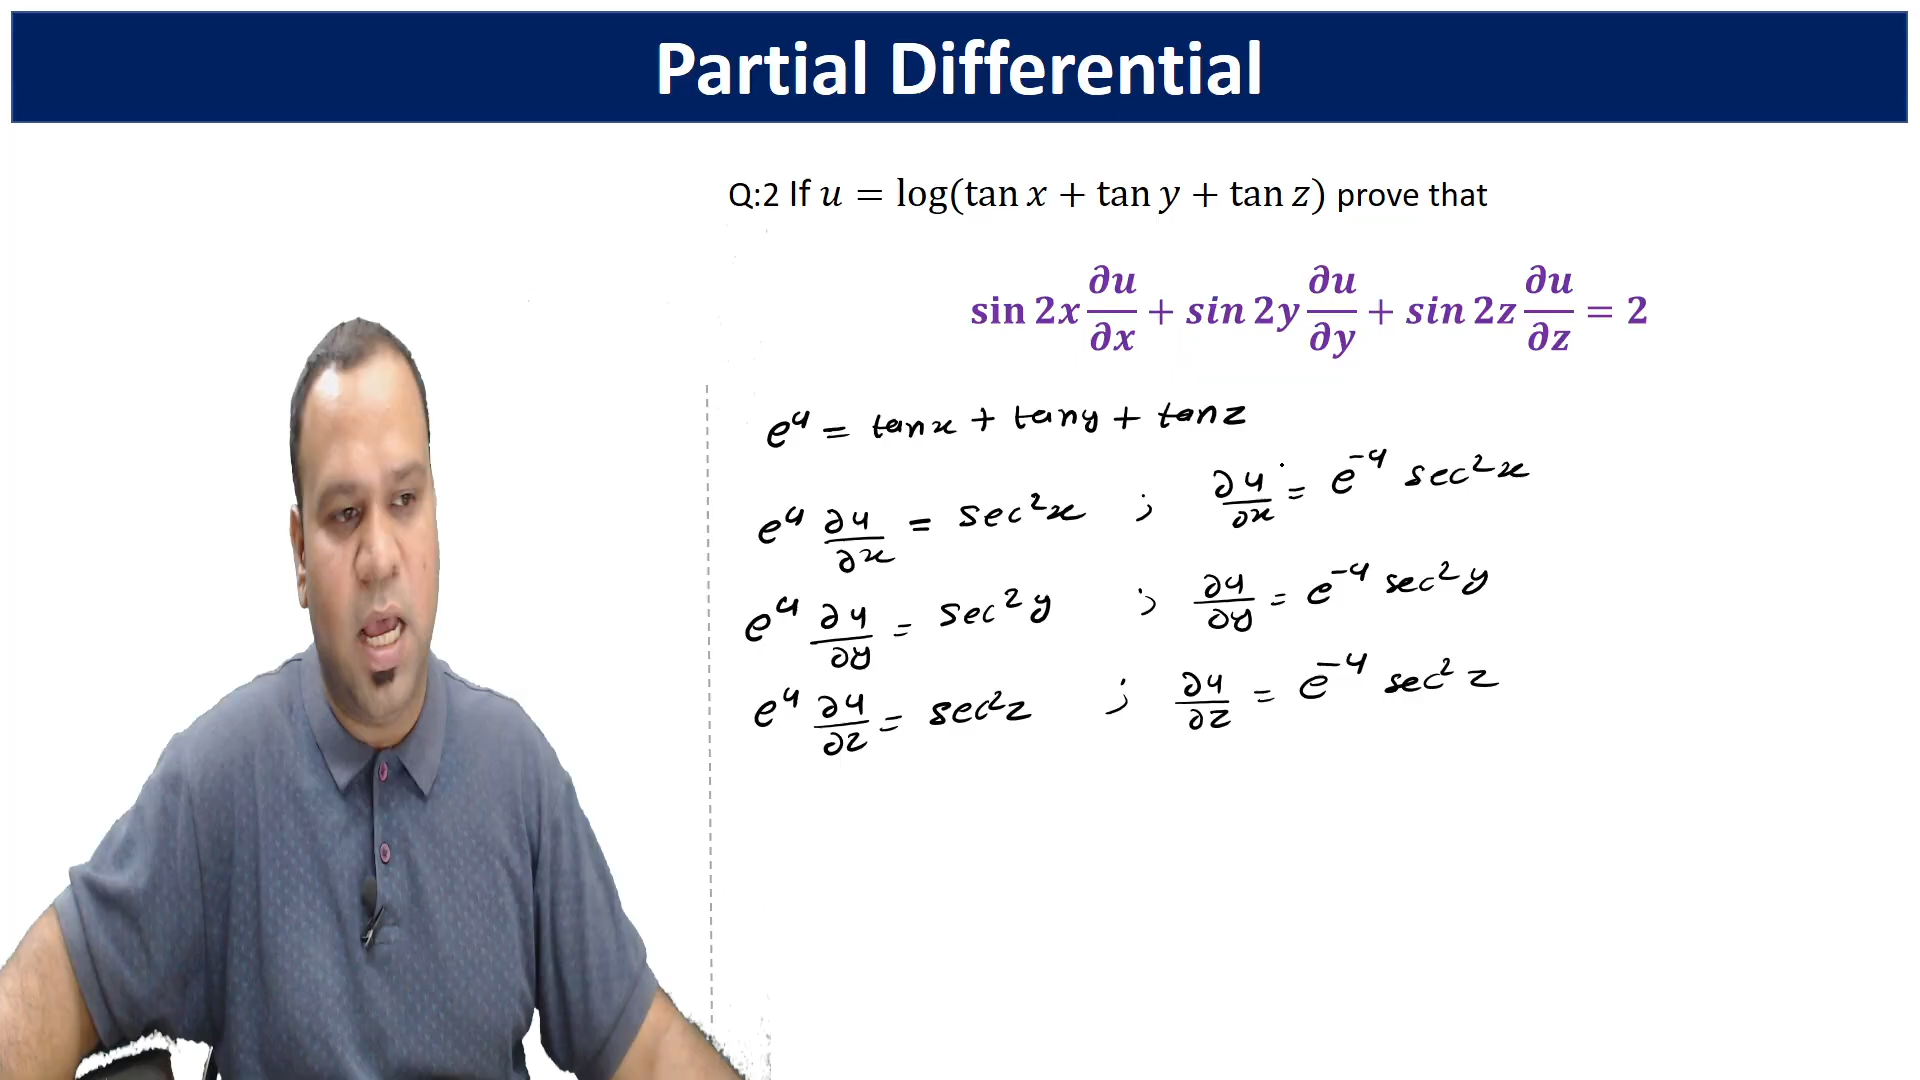 Partial Differential
Q:2 If u = log(tan x + tan y + tan z) prove that
sin 2x ∂u/∂x + sin 2y ∂u/∂y + sin 2z ∂u/∂z = 2
e^u = tan x + tan y + tan z
e^u ∂u/∂x = sec²x ; ∂u/∂x = e^-u sec²x
e^u ∂u/∂y = sec²y ; ∂u/∂y = e^-u sec²y
e^u ∂u/∂z = sec²z ; ∂u/∂z = e^-u sec²z